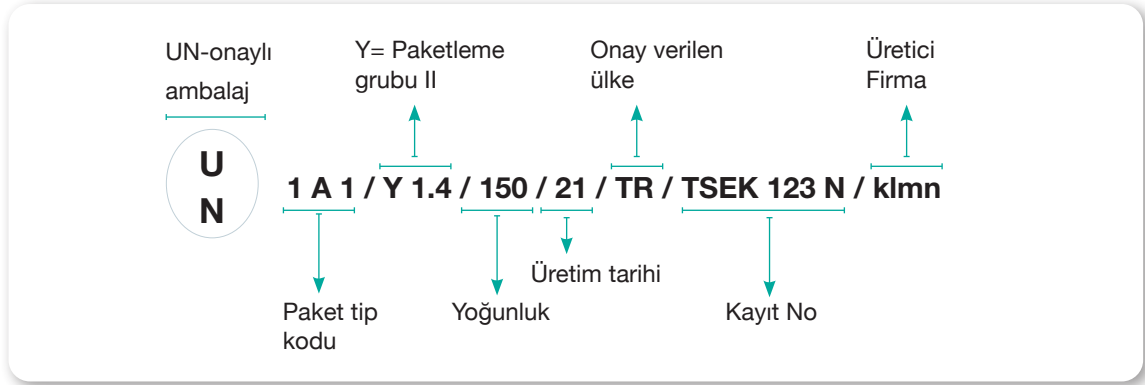 UN-onaylı
ambalaj
Y= Paketleme
grubu II
Onay verilen
ülke
Üretici
Firma
U
N
1 A 1 / Y 1.4 / 150 / 21 / TR / TSEK 123 N / klmn
Paket tip
kodu
Yoğunluk
Üretim tarihi
Kayıt No